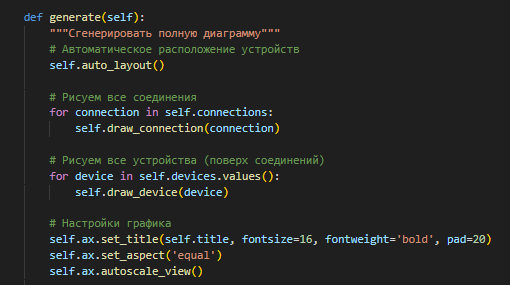 def generate(self):
"""Сгенерировать полную диаграмму"""
# Автоматическое расположение устройств
self.auto_layout()
# Рисуем все соединения
for connection in self.connections:
self.draw_connection(connection)
# Рисуем все устройства (поверх соединений)
for device in self.devices.values():
self.draw_device(device)
# Настройки графика
self.ax.set_title(self.title, fontsize=16, fontweight='bold', pad=20)
self.ax.set_aspect('equal')
self.ax.autoscale_view()